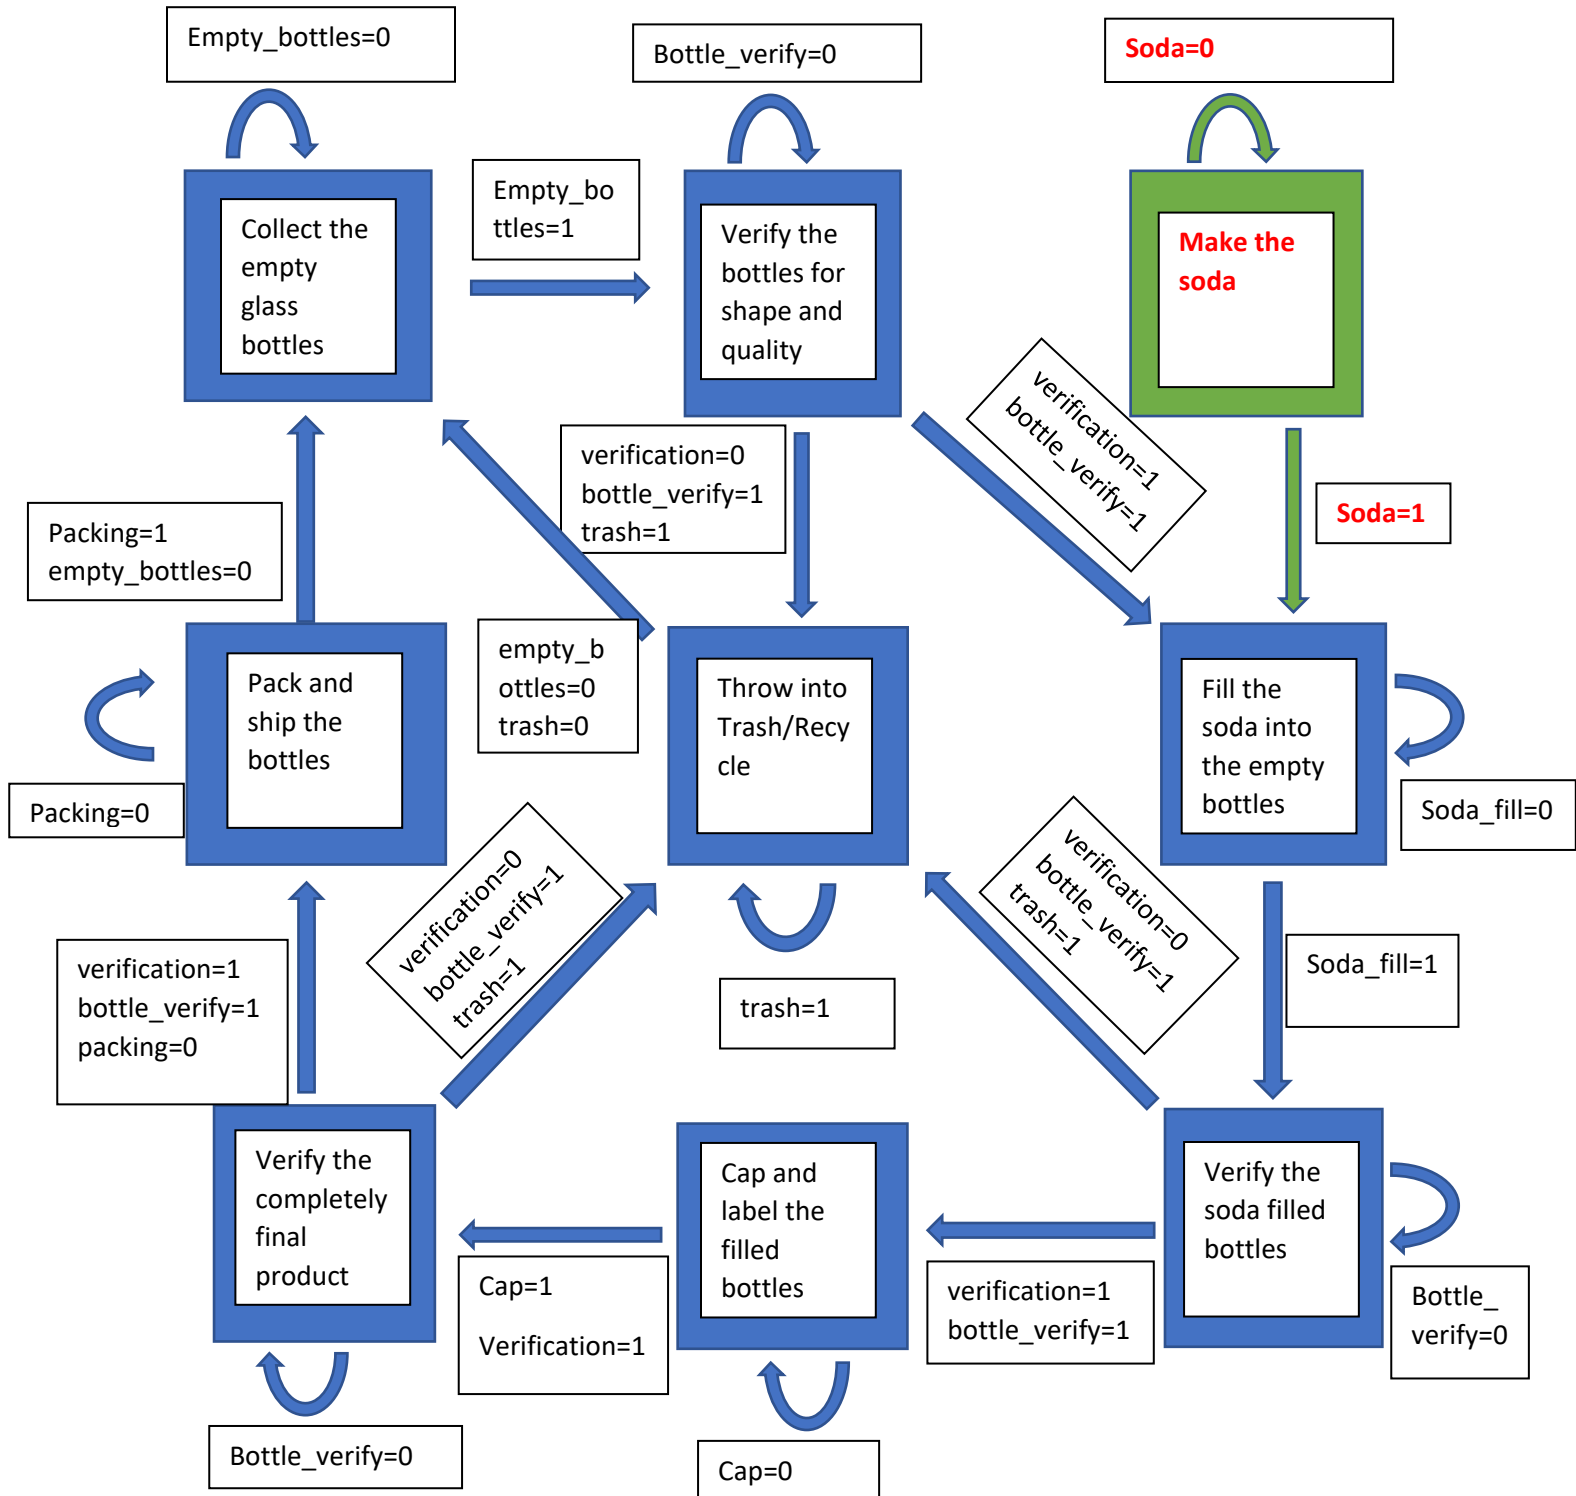 Empty_bottles=0
Bottle_verify=0
Soda=0
Collect the
empty
glass
bottles
Empty_bo
ttles=1
Verify the
bottles for
shape and
quality
Make the
soda
verification=1
bottle_verify=1
verification=0
bottle_verify=1
trash=1
Soda=1
Packing=1
empty_bottles=0
empty_b
ottles=0
trash=0
Pack and
ship the
bottles
Throw into
Trash/Recy
cle
Fill the
soda into
the empty
bottles
Packing=0
Soda_fill=0
verification=0
bottle_verify=1
trash=1
verification=0
bottle_verify=1
trash=1
verification=1
bottle_verify=1
packing=0
trash=1
Soda_fill=1
Verify the
completely
final
product
Cap and
label the
filled
bottles
Verify the
soda filled
bottles
Cap=1
Verification=1
verification=1
bottle_verify=1
Bottle_
verify=0
Bottle_verify=0
Cap=0